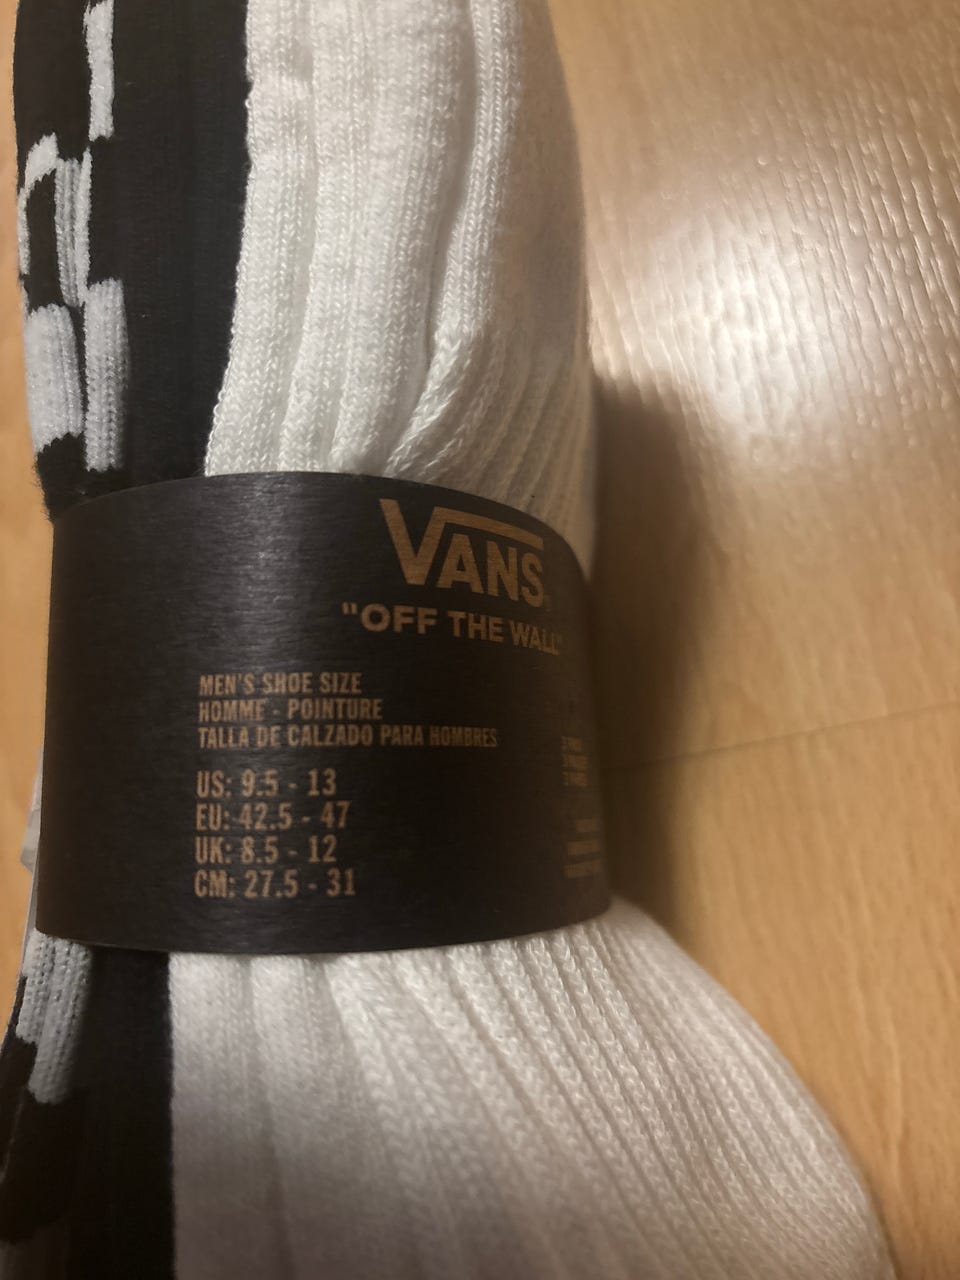 VANS
"OFF THE WALL"
MEN'S SHOE SIZE
HOMME - POINTURE
TALLA DE CALZADO PARA HOMBRES
US: 9.5 - 13
EU: 42.5 - 47
UK: 8.5 - 12
CM: 27.5 - 31